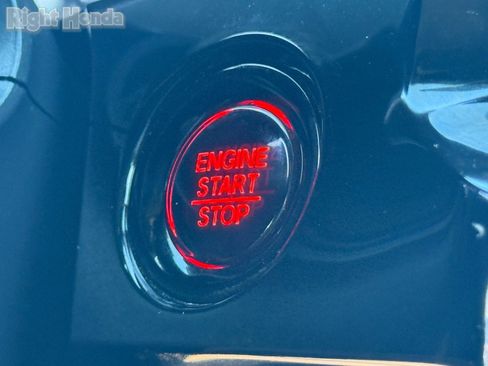 Right Honda
ENGINE
START
STOP